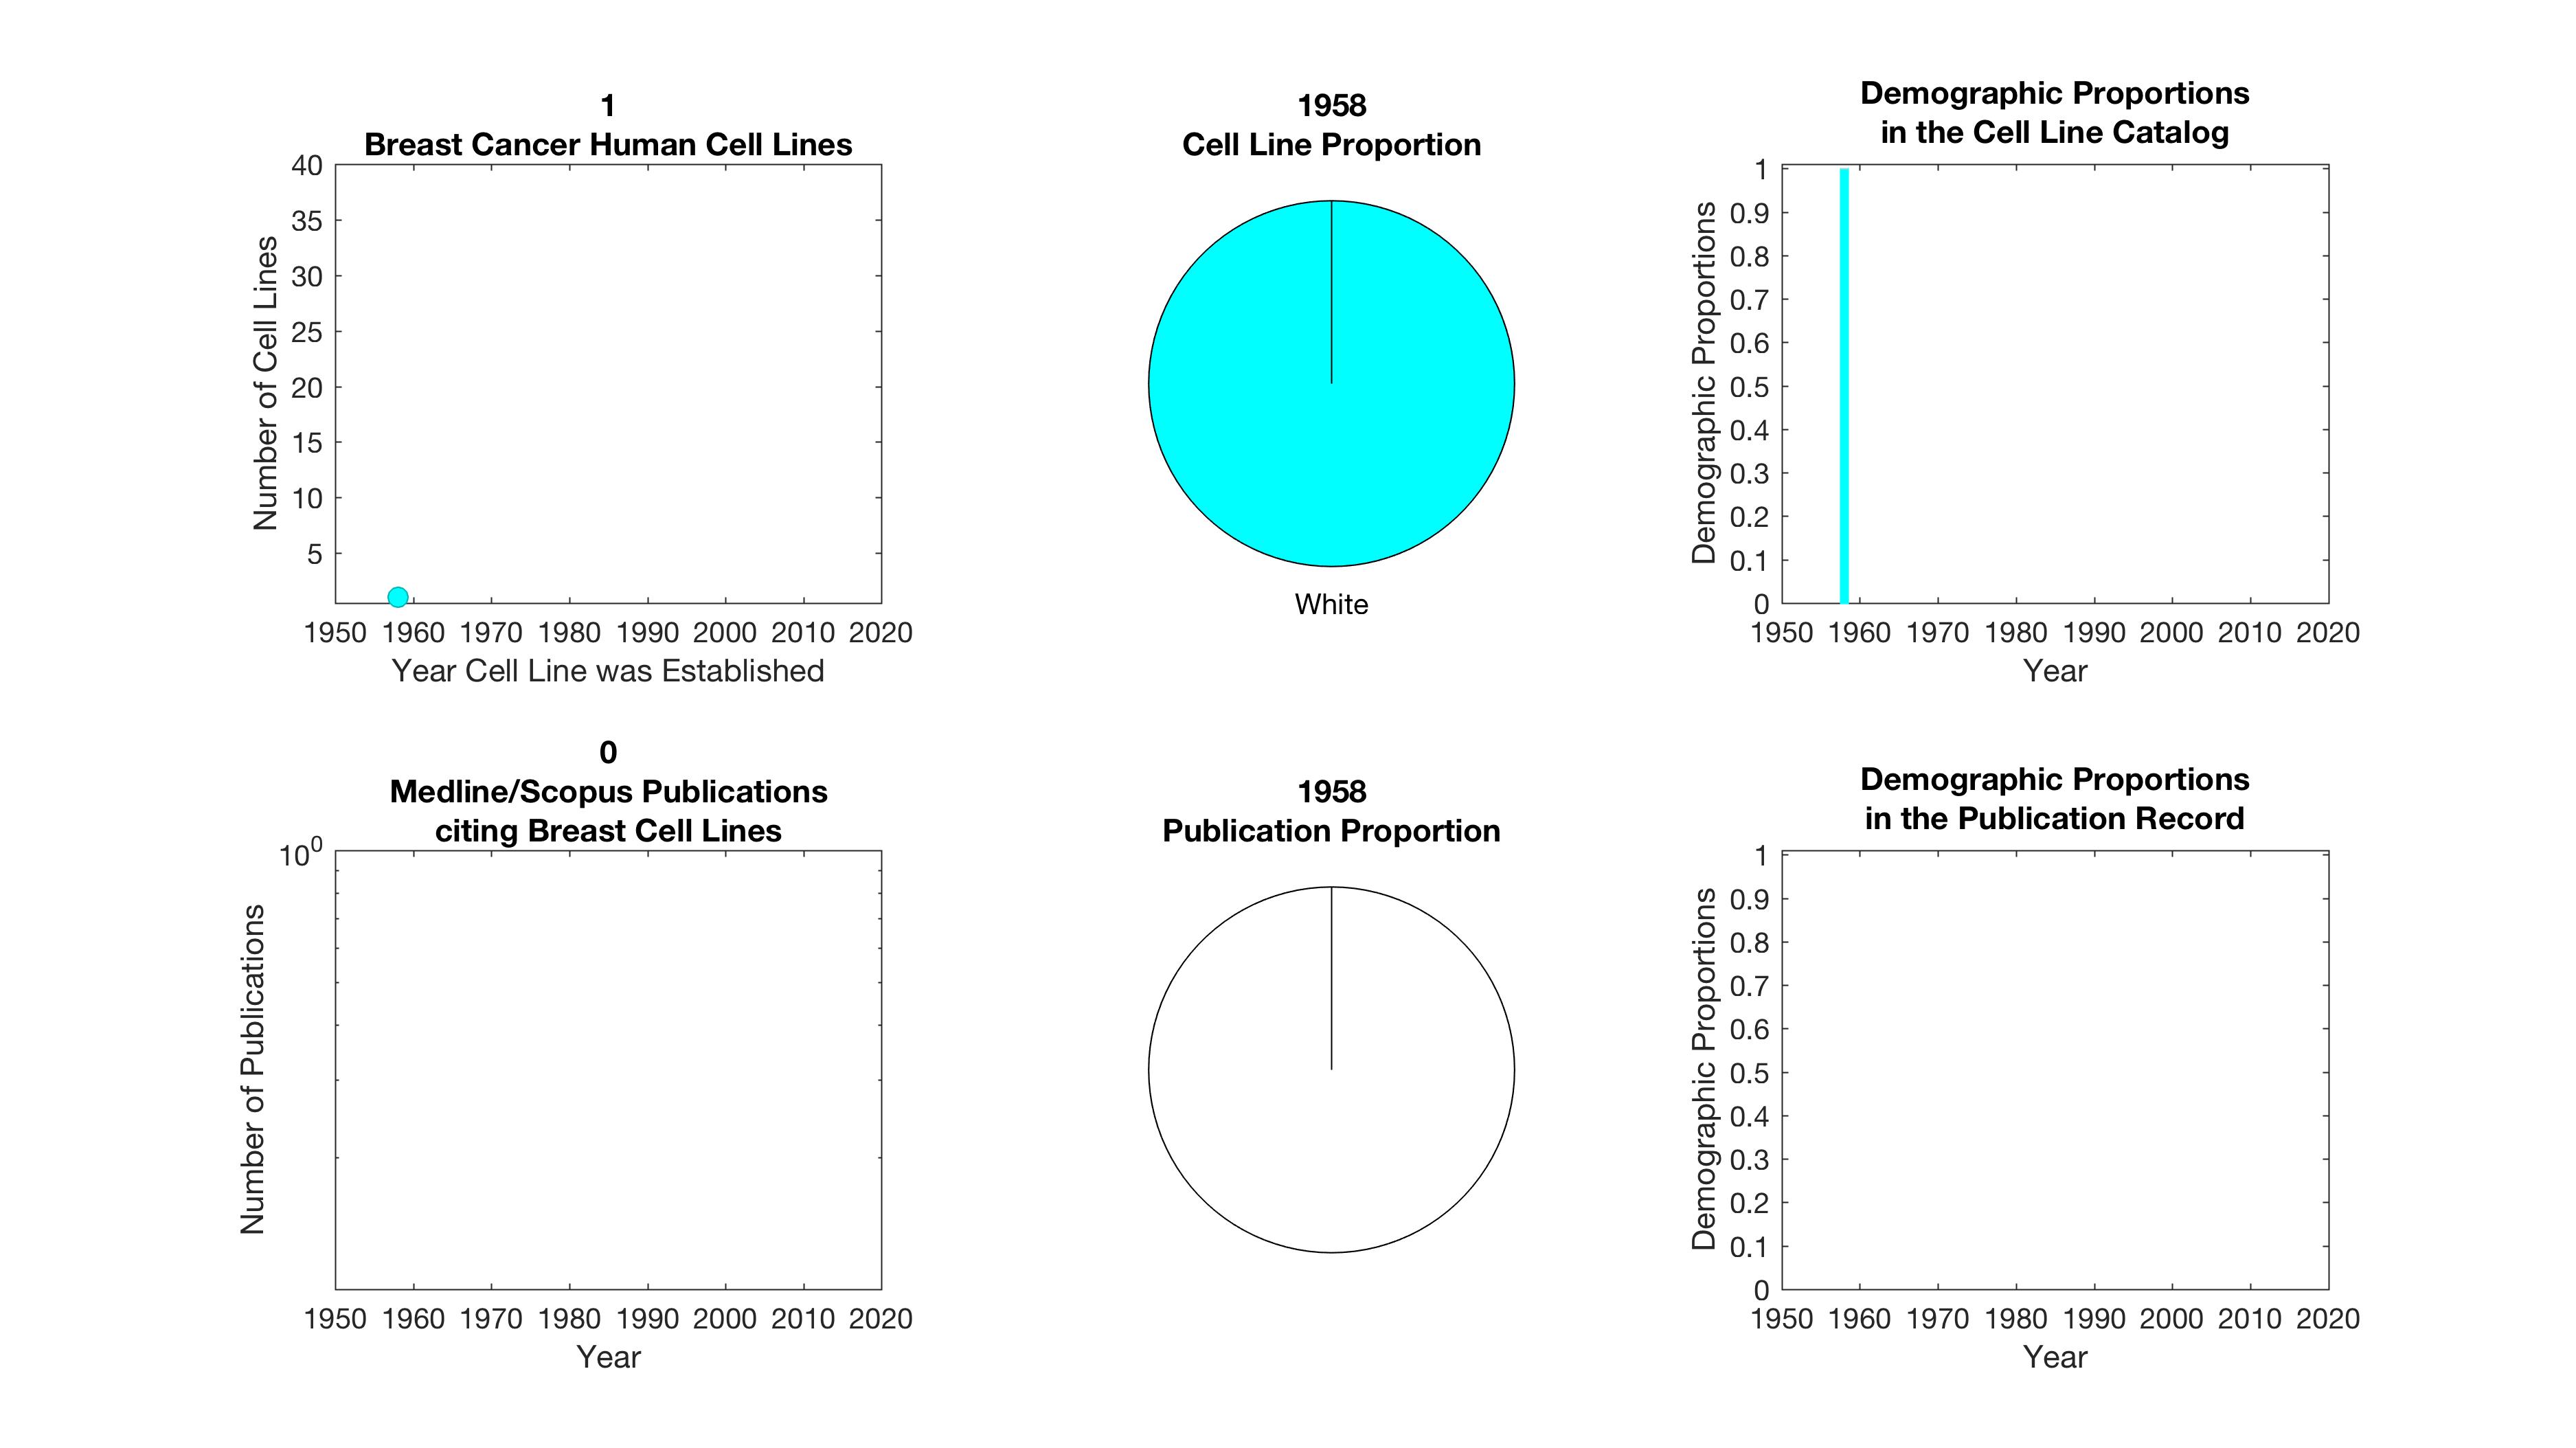 1
Breast Cancer Human Cell Lines
40
35
30
25
20
15
10
5
Number of Cell Lines
1950 1960 1970 1980 1990 2000 2010 2020
Year Cell Line was Established
1958
Cell Line Proportion
White
Demographic Proportions
in the Cell Line Catalog
1
0.9
0.8
0.7
0.6
0.5
0.4
0.3
0.2
0.1
0
Demographic Proportions
1950 1960 1970 1980 1990 2000 2010 2020
Year
0
Medline/Scopus Publications
citing Breast Cell Lines
10⁰
Number of Publications
1950 1960 1970 1980 1990 2000 2010 2020
Year
1958
Publication Proportion
Demographic Proportions
in the Publication Record
1
0.9
0.8
0.7
0.6
0.5
0.4
0.3
0.2
0.1
0
Demographic Proportions
1950 1960 1970 1980 1990 2000 2010 2020
Year